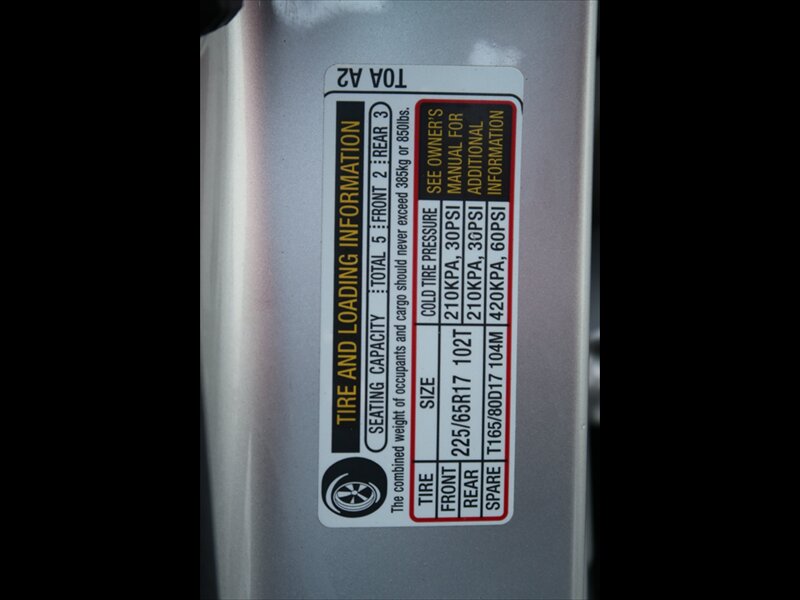 T0A A2
TIRE AND LOADING INFORMATION
SEATING CAPACITY TOTAL 5 FRONT 2 REAR 3
The combined weight of occupants and cargo should never exceed 385kg or 850lbs.
TIRE SIZE COLD TIRE PRESSURE SEE OWNER'S
FRONT 225/65R17 102T 210KPA, 30PSI MANUAL FOR
REAR 210KPA, 30PSI ADDITIONAL
SPARE T165/80D17 104M 420KPA, 60PSI INFORMATION